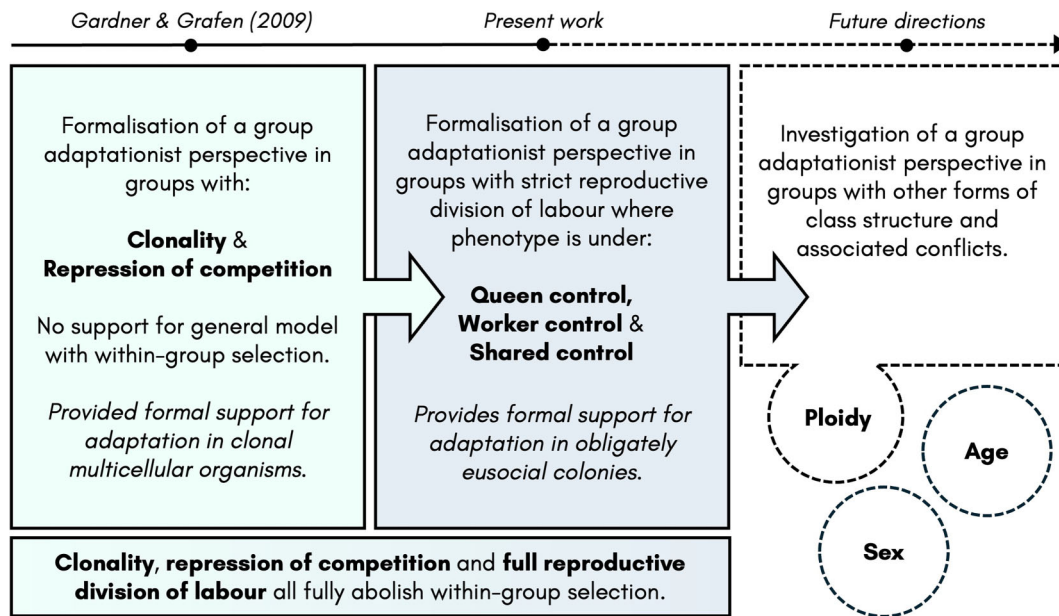 Gardner & Grafen (2009)
Present work
Future directions
Formalisation of a group
adaptationist perspective in
groups with:
Clonality &
Repression of competition
No support for general model
with within-group selection.
Provided formal support for
adaptation in clonal
multicellular organisms.
Formalisation of a group
adaptationist perspective in
groups with strict reproductive
division of labour where
phenotype is under:
Queen control,
Worker control &
Shared control
Provides formal support for
adaptation in obligately
eusocial colonies.
Investigation of a group
adaptationist perspective in
groups with other forms of
class structure and
associated conflicts.
Ploidy
Age
Sex
Clonality, repression of competition and full reproductive
division of labour all fully abolish within-group selection.